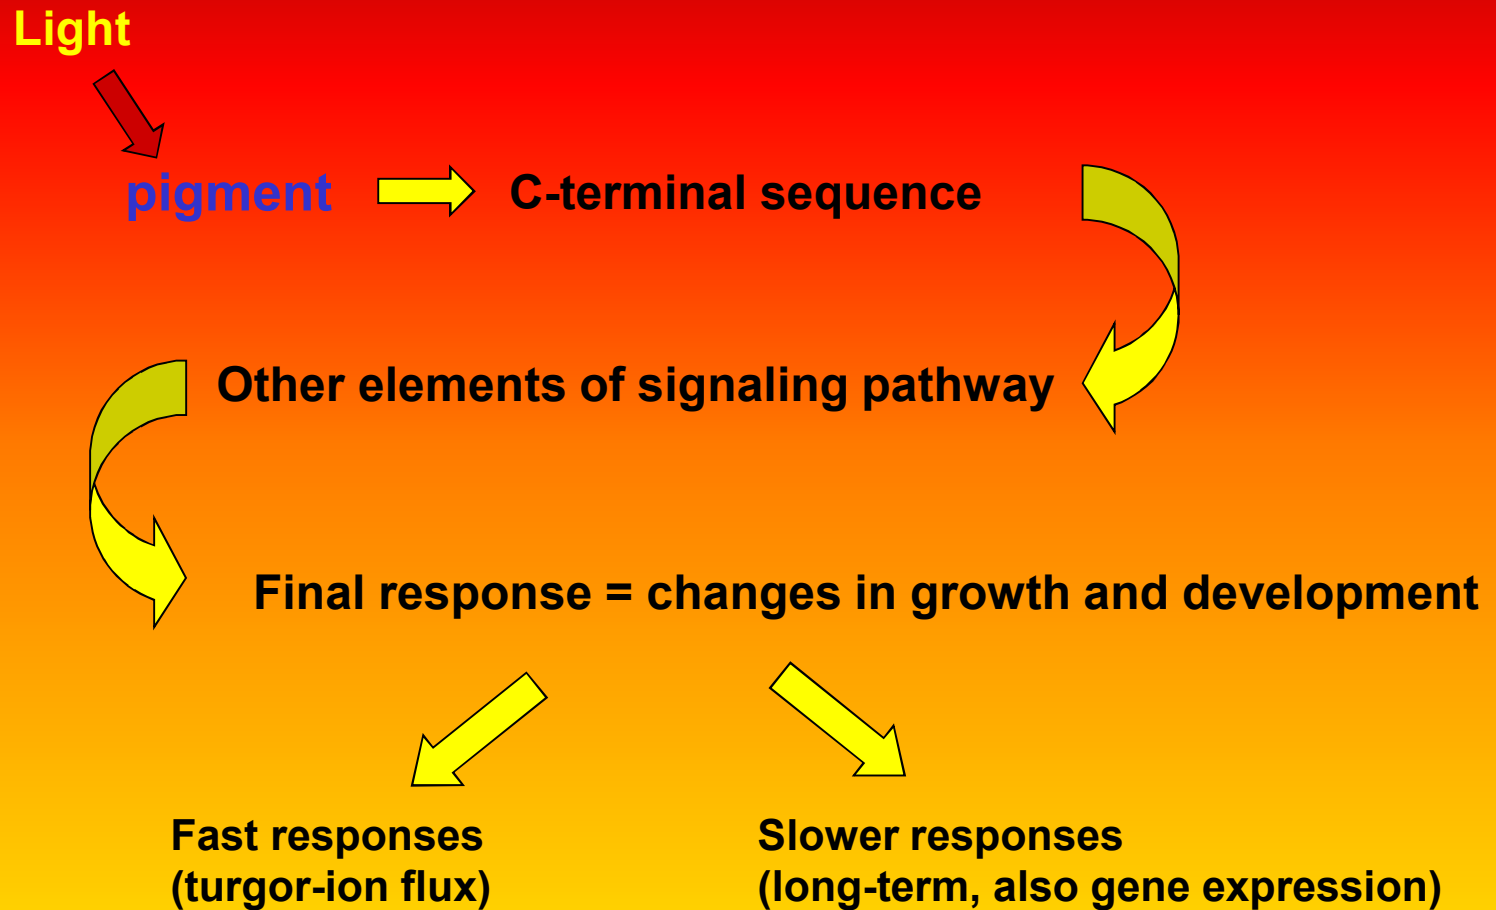 Light
pigment
C-terminal sequence
Other elements of signaling pathway
Final response = changes in growth and development
Fast responses
(turgor-ion flux)
Slower responses
(long-term, also gene expression)